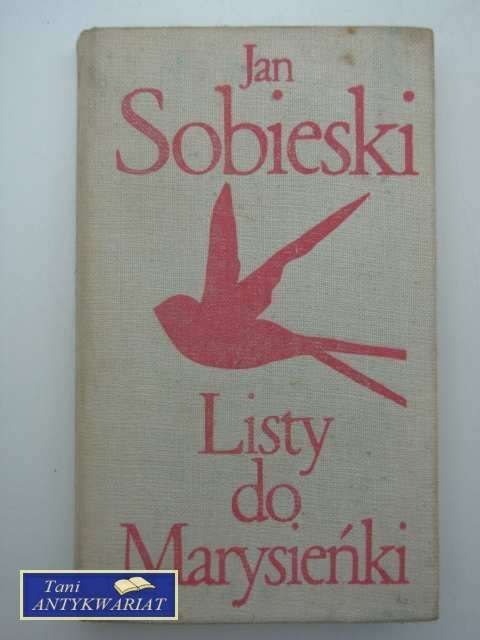 Jan
Sobieski
Listy
do
Marysieńki
Tani
ANTYKWARIAT